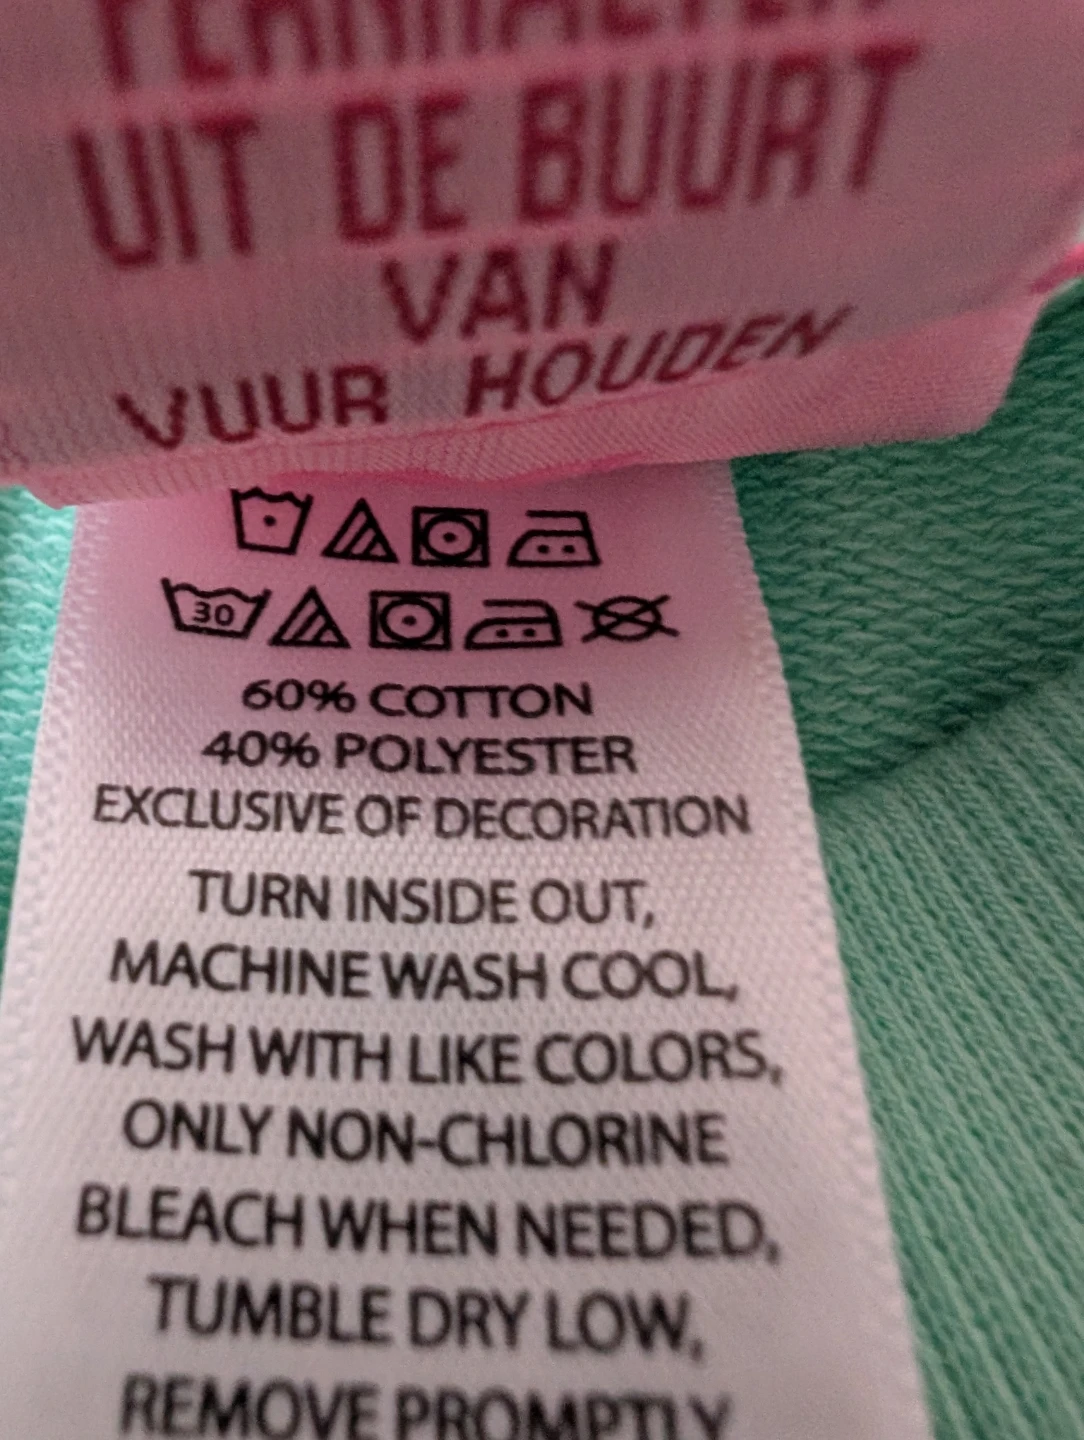 FERNHALTEN
UIT DE BUURT
VAN
VUUR HOUDEN
30
60% COTTON
40% POLYESTER
EXCLUSIVE OF DECORATION
TURN INSIDE OUT,
MACHINE WASH COOL,
WASH WITH LIKE COLORS,
ONLY NON-CHLORINE
BLEACH WHEN NEEDED,
TUMBLE DRY LOW,
REMOVE PROMPTLY